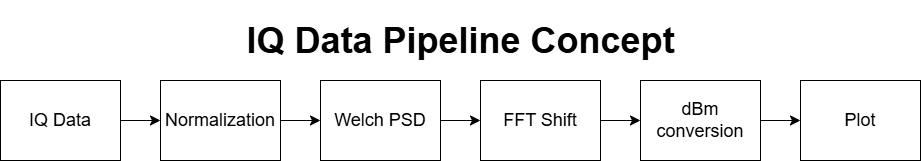 IQ Data Pipeline Concept
IQ Data
Normalization
Welch PSD
FFT Shift
dBm
conversion
Plot